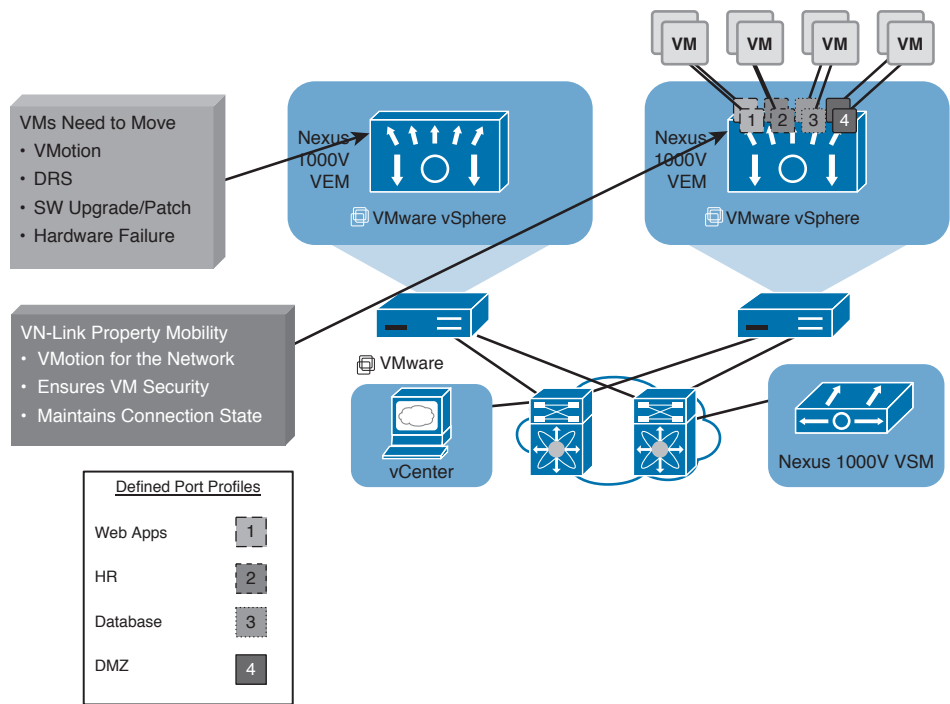 VM
VM
VM
VM
VMs Need to Move
• VMotion
• DRS
• SW Upgrade/Patch
• Hardware Failure
Nexus
1000V
VEM
VMware vSphere
Nexus
1000V
VEM
1
2
3
4
VMware vSphere
VN-Link Property Mobility
• VMotion for the Network
• Ensures VM Security
• Maintains Connection State
VMware
vCenter
Nexus 1000V VSM
Defined Port Profiles
Web Apps 1
HR 2
Database 3
DMZ 4